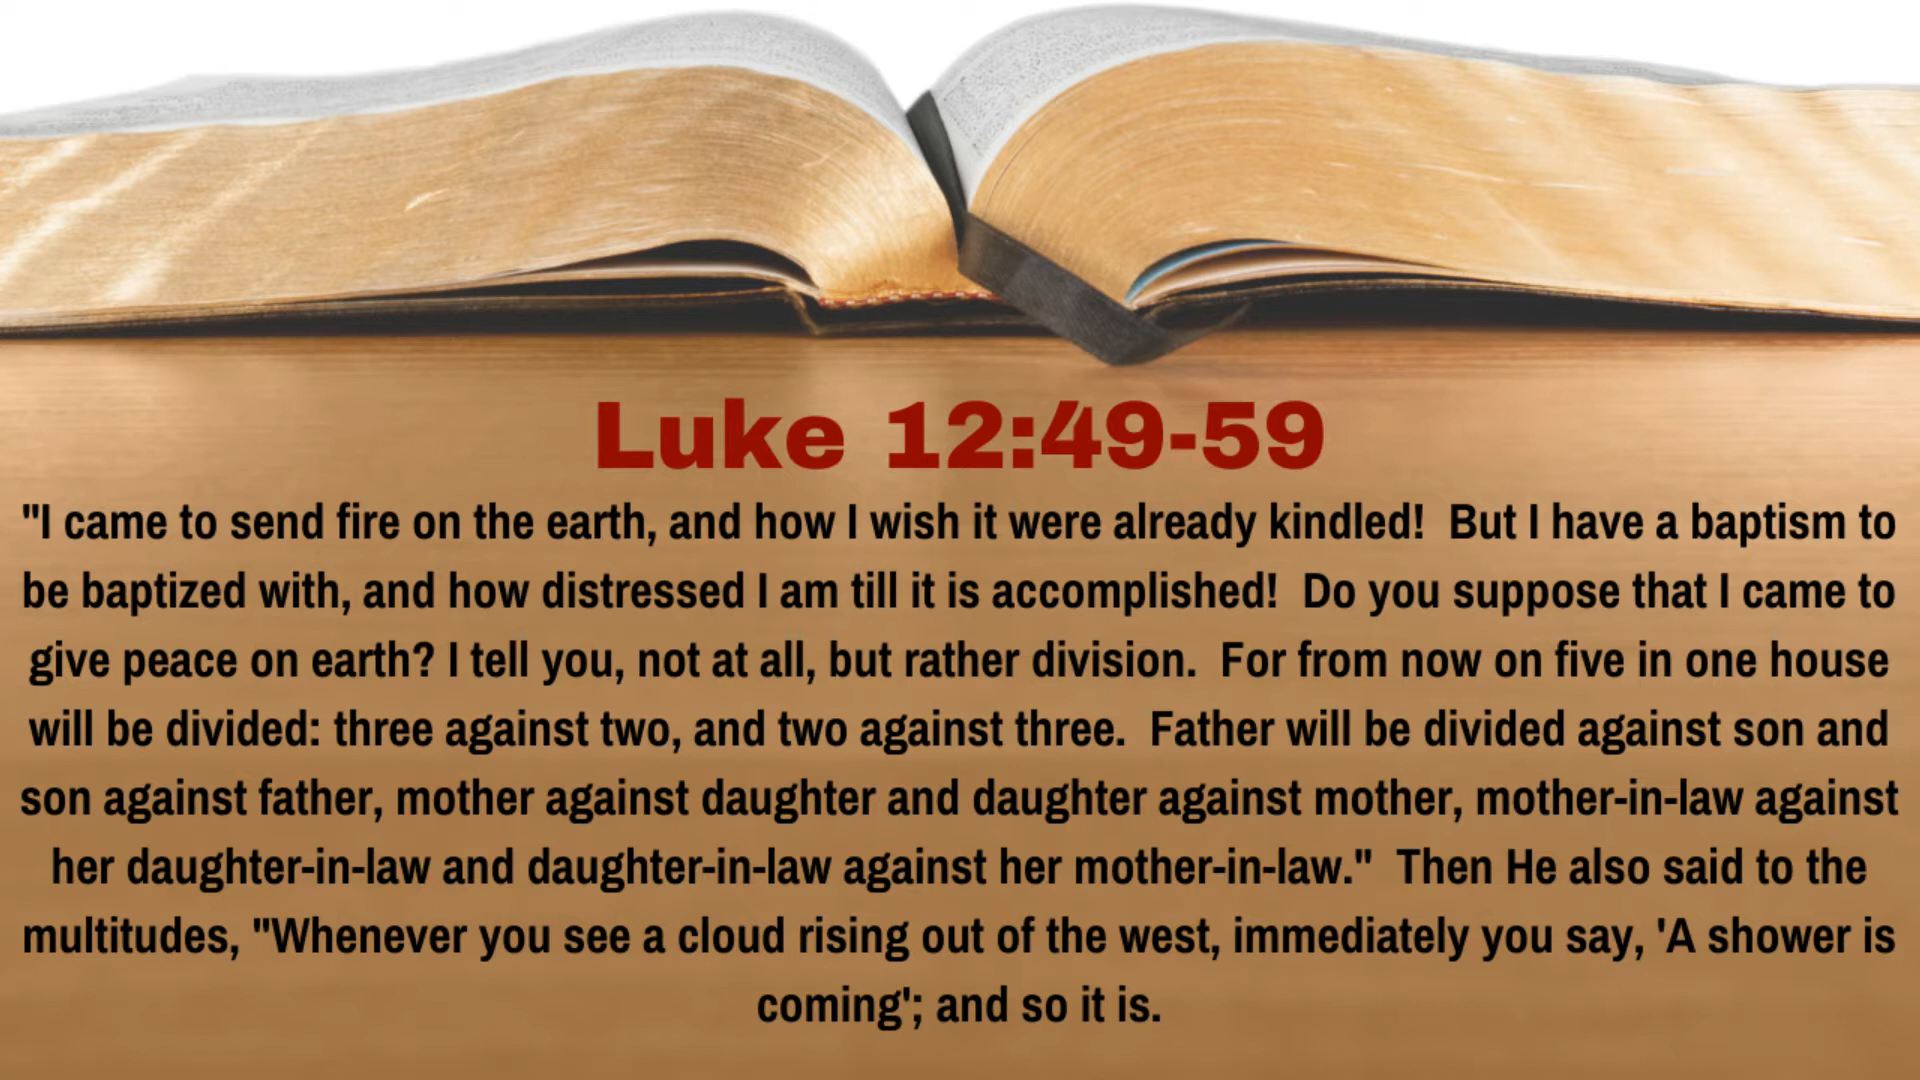 Luke 12:49-59
"I came to send fire on the earth, and how I wish it were already kindled!  But I have a baptism to
be baptized with, and how distressed I am till it is accomplished!  Do you suppose that I came to
give peace on earth? I tell you, not at all, but rather division.  For from now on five in one house
will be divided: three against two, and two against three.  Father will be divided against son and
son against father, mother against daughter and daughter against mother, mother-in-law against
her daughter-in-law and daughter-in-law against her mother-in-law."  Then He also said to the
multitudes, "Whenever you see a cloud rising out of the west, immediately you say, 'A shower is
coming'; and so it is.